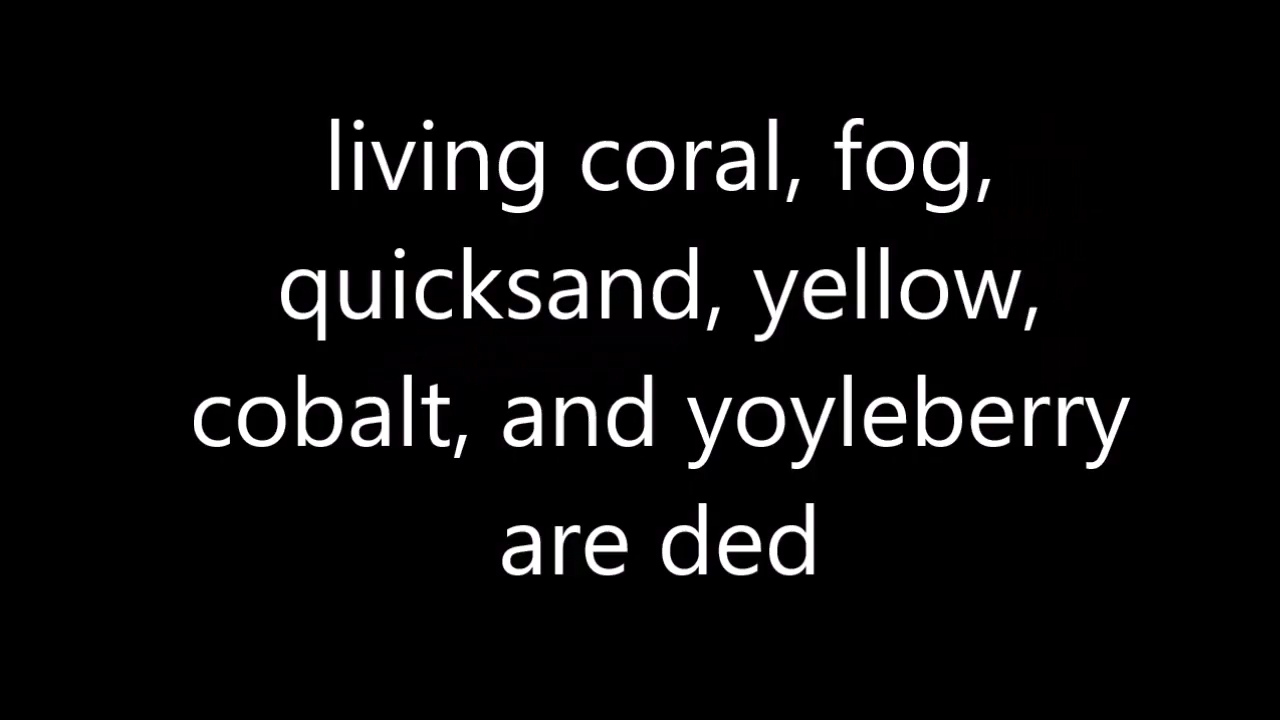 living coral, fog,
quicksand, yellow,
cobalt, and yoyleberry
are ded